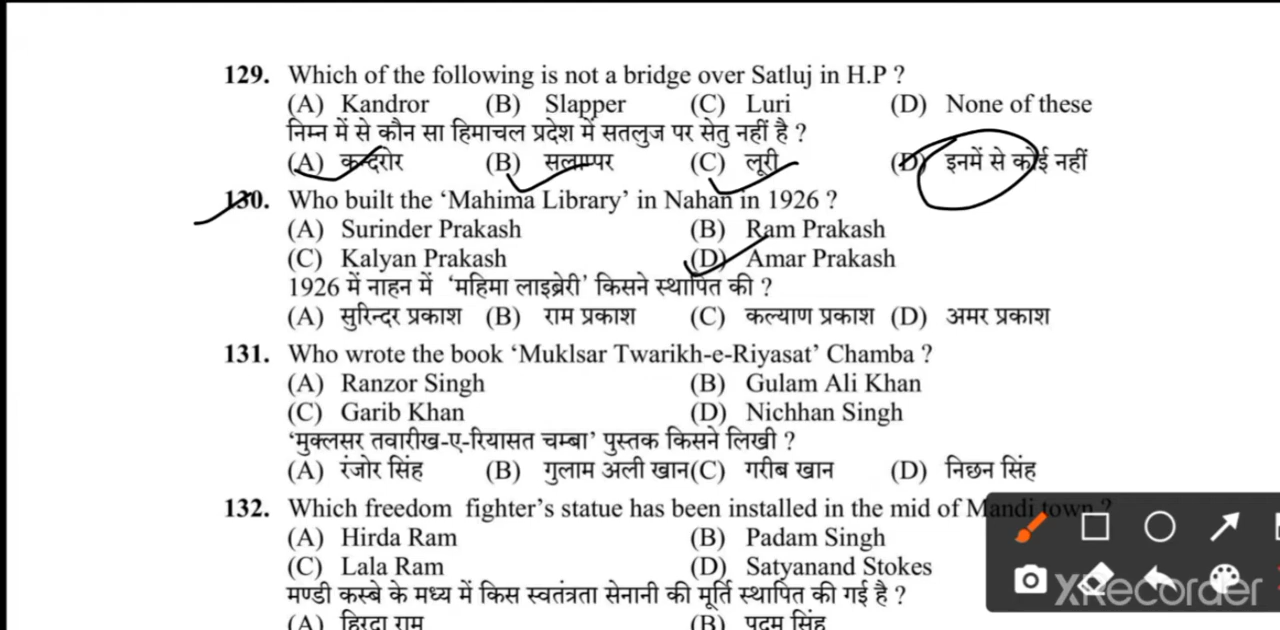 129. Which of the following is not a bridge over Satluj in H.P ?
(A) Kandror (B) Slapper (C) Luri (D) None of these
निम्न में से कौन सा हिमाचल प्रदेश में सतलुज पर सेतु नहीं है ?
(A) कन्दरोर (B) सलाप्पर (C) लूरी (D) इनमें से कोई नहीं
130. Who built the ‘Mahima Library’ in Nahan in 1926 ?
(A) Surinder Prakash (B) Ram Prakash
(C) Kalyan Prakash (D) Amar Prakash
1926 में नाहन में ‘महिमा लाइब्रेरी’ किसने स्थापित की ?
(A) सुरिन्दर प्रकाश (B) राम प्रकाश (C) कल्याण प्रकाश (D) अमर प्रकाश
131. Who wrote the book ‘Muklsar Twarikh-e-Riyasat’ Chamba ?
(A) Ranzor Singh (B) Gulam Ali Khan
(C) Garib Khan (D) Nichhan Singh
‘मुक्लसर तवारीख-ए-रियासत चम्बा’ पुस्तक किसने लिखी ?
(A) रंजोर सिंह (B) गुलाम अली खान(C) गरीब खान (D) निछन सिंह
132. Which freedom fighter’s statue has been installed in the mid of Mandi town ?
(A) Hirda Ram (B) Padam Singh
(C) Lala Ram (D) Satyanand Stokes
मण्डी कस्बे के मध्य में किस स्वतंत्रता सेनानी की मूर्ति स्थापित की गई है ?
(A) हिरदा राम (B) पदम सिंह
XRecorder